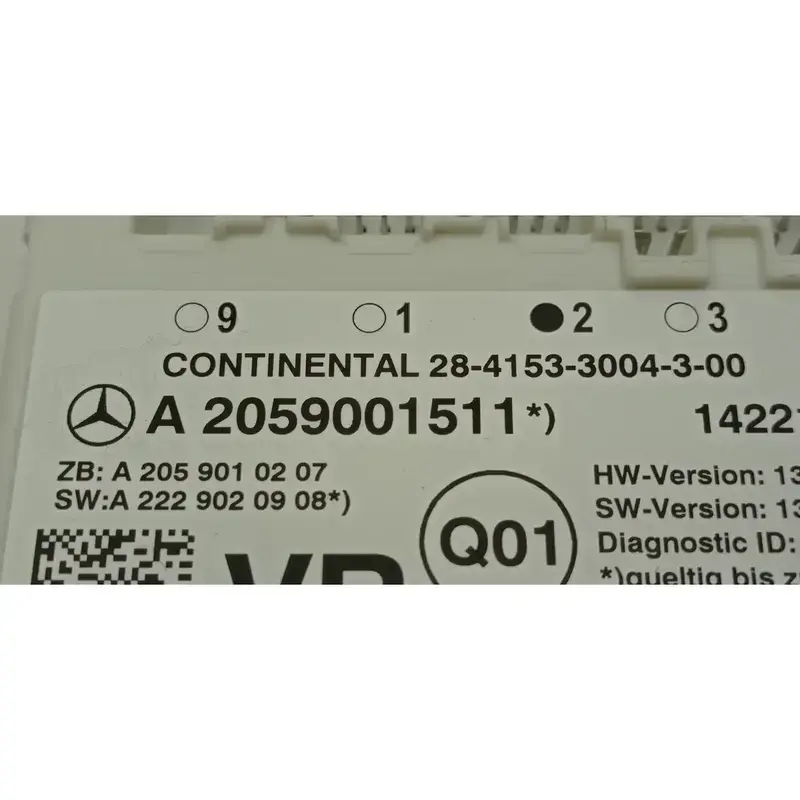 9 1 2 3
CONTINENTAL 28-4153-3004-3-00
A 2059001511*) 1422
ZB: A 205 901 02 07
SW:A 222 902 09 08*)
HW-Version: 13
SW-Version: 13
Q01
Diagnostic ID:
*)gueltig bis